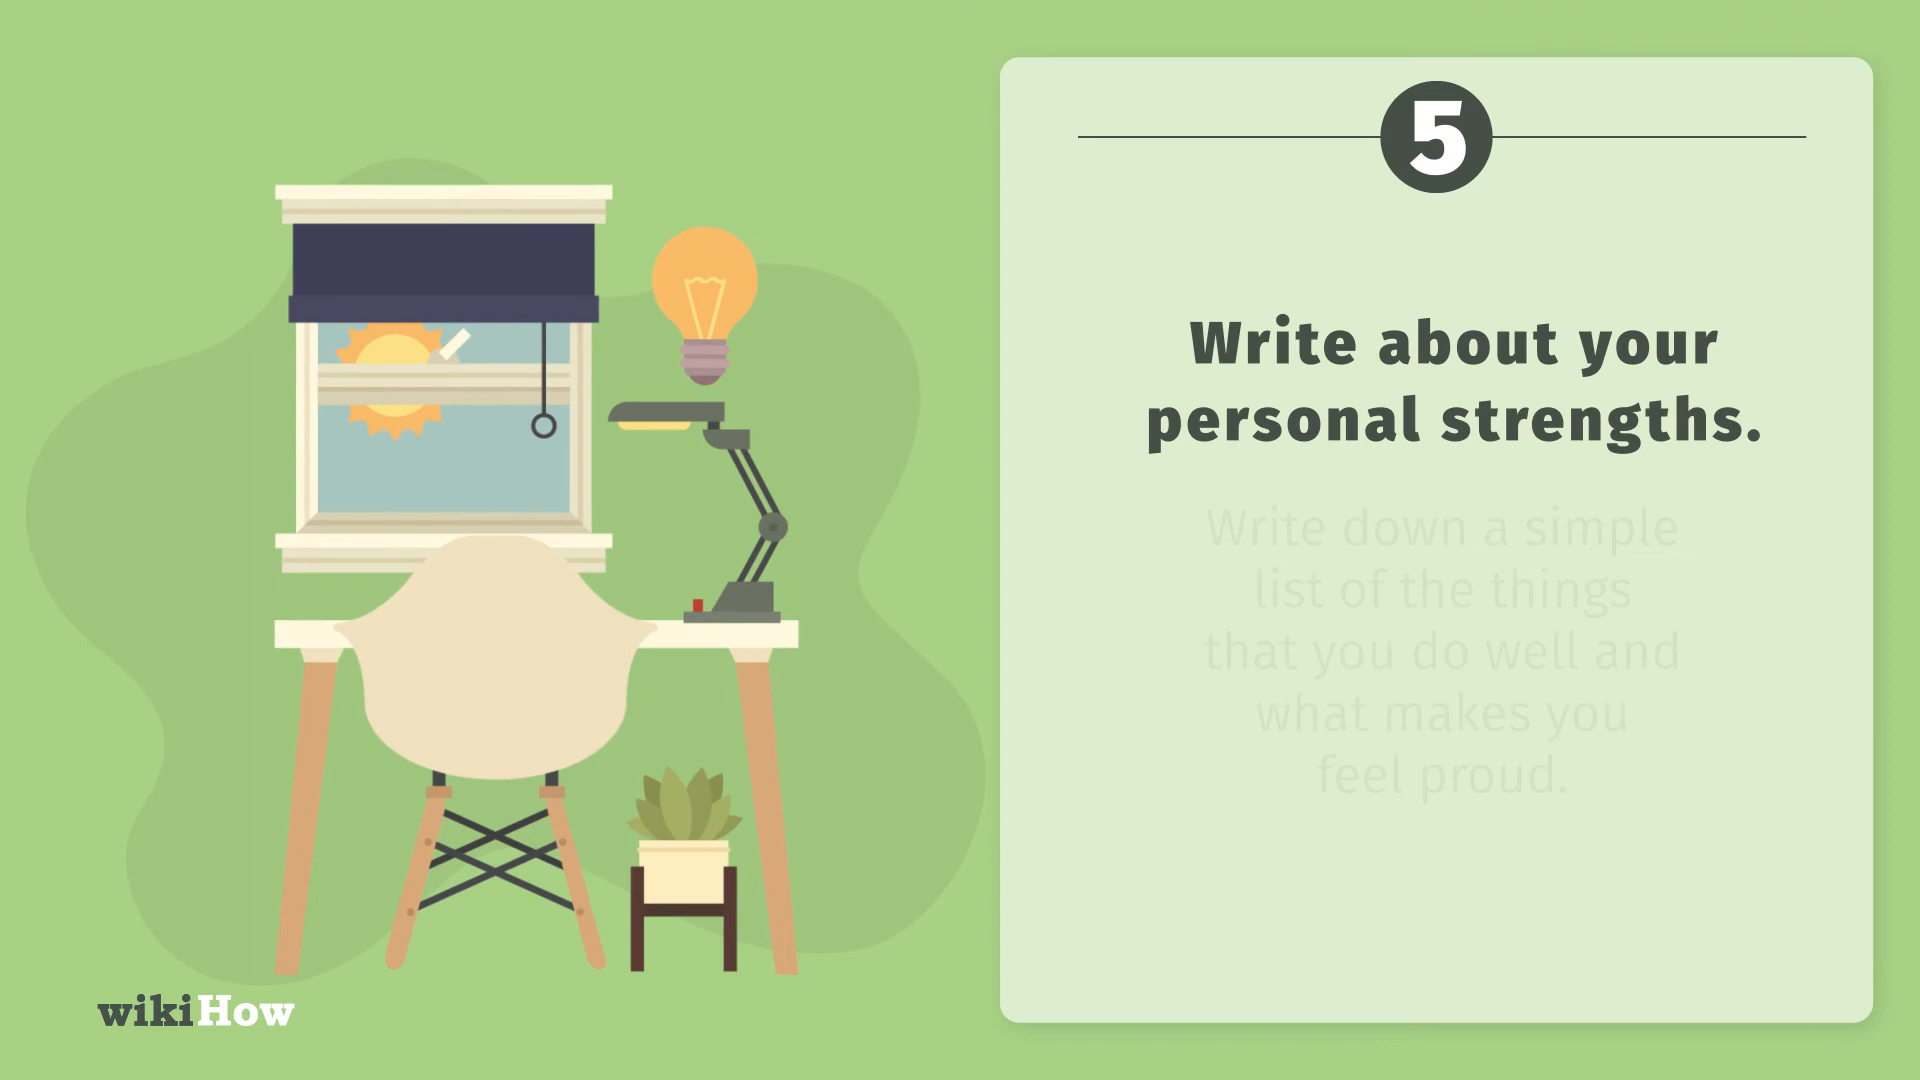 5
Write about your
personal strengths.
Write down a simple
list of the things
that you do well and
what makes you
feel proud.
wikiHow